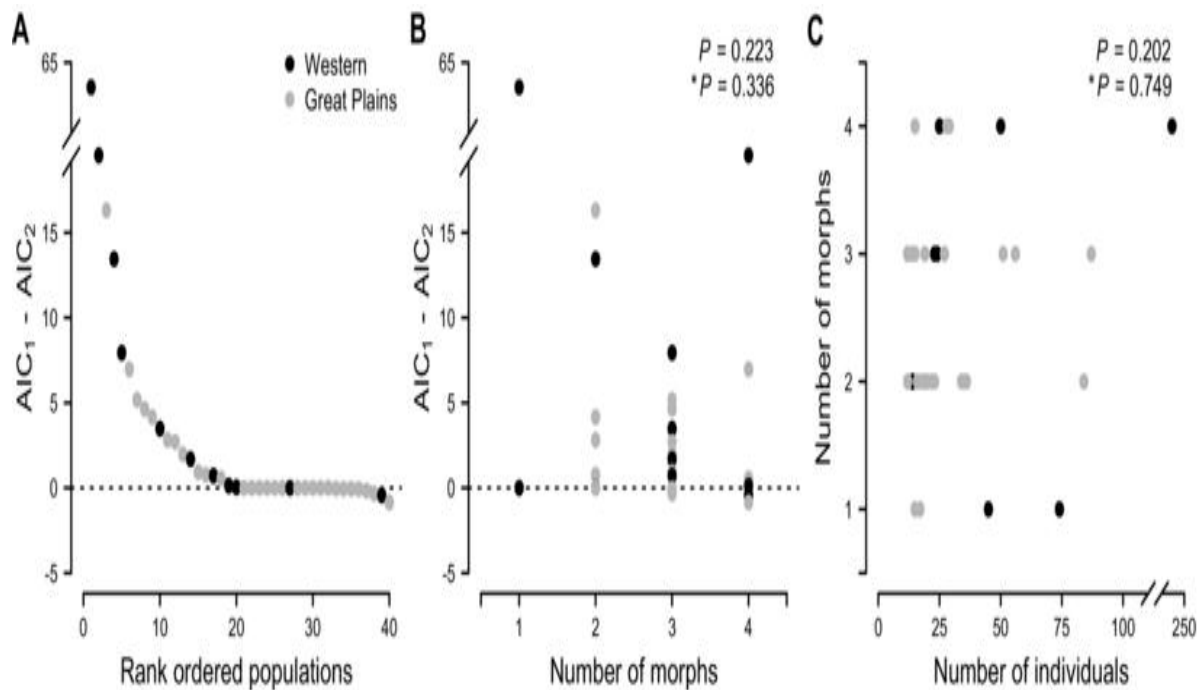 A
65
15
10
5
0
-5
AIC1 - AIC2
Western
Great Plains
0 10 20 30 40
Rank ordered populations
B
P = 0.223
*P = 0.336
65
15
10
5
0
-5
AIC1 - AIC2
1 2 3 4
Number of morphs
C
P = 0.202
*P = 0.749
4
3
2
1
Number of morphs
0 25 50 75 100 250
Number of individuals